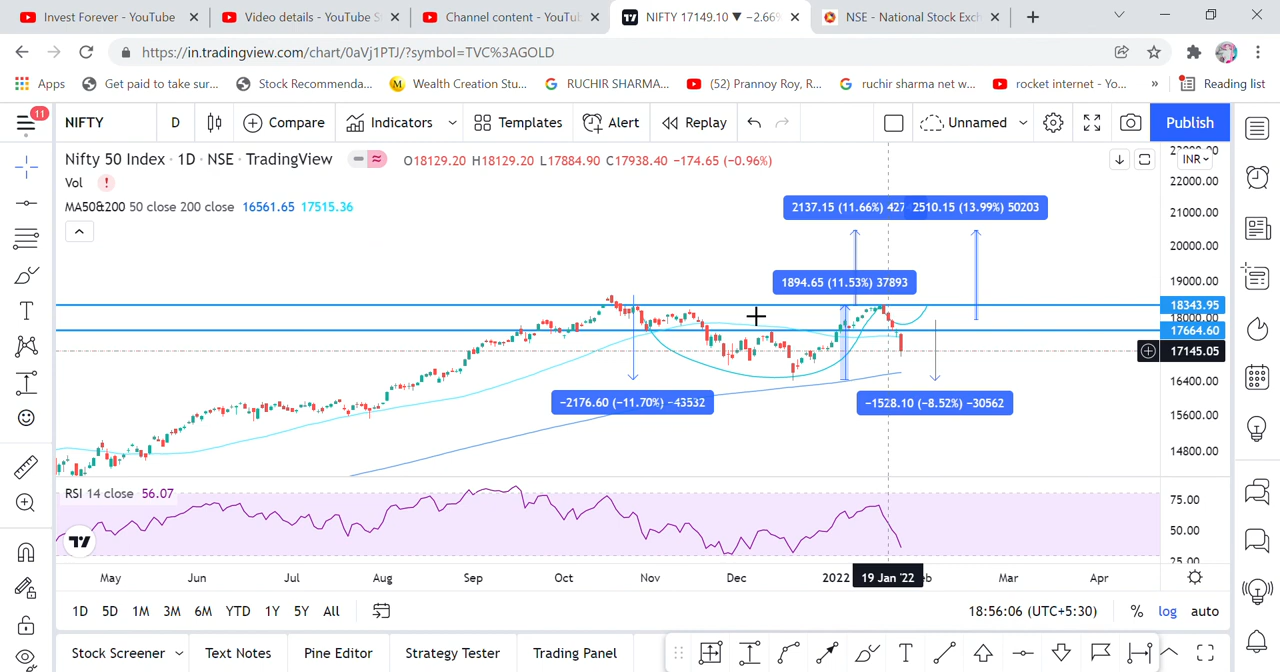 Invest Forever - YouTube
Video details - YouTube S
Channel content - YouTu
NIFTY 17149.10 ▼ −2.66%
NSE - National Stock Exch
https://in.tradingview.com/chart/0aVj1PTJ/?symbol=TVC%3AGOLD
Apps
Get paid to take sur...
Stock Recommenda...
M Wealth Creation Stu...
RUCHIR SHARMA...
(52) Prannoy Roy, R...
ruchir sharma net w...
rocket internet - Yo...
»
Reading list
11
NIFTY
D
Compare
Indicators
Templates
Alert
Replay
Unnamed
Publish
Nifty 50 Index · 1D · NSE · TradingView
O18129.20 H18129.20 L17884.90 C17938.40 −174.65 (−0.96%)
INR
Vol
MA50&200 50 close 200 close 16561.65 17515.36
2137.15 (11.66%) 427
2510.15 (13.99%) 50203
1894.65 (11.53%) 37893
−2176.60 (−11.70%) −43532
−1528.10 (−8.52%) −30562
22000.00
21000.00
20000.00
19000.00
18343.95
18000.00
17664.60
17145.05
16400.00
15600.00
14800.00
RSI 14 close 56.07
75.00
50.00
25.00
May
Jun
Jul
Aug
Sep
Oct
Nov
Dec
2022
19 Jan '22
Mar
Apr
1D 5D 1M 3M 6M YTD 1Y 5Y All
18:56:06 (UTC+5:30)
% log auto
Stock Screener
Text Notes
Pine Editor
Strategy Tester
Trading Panel